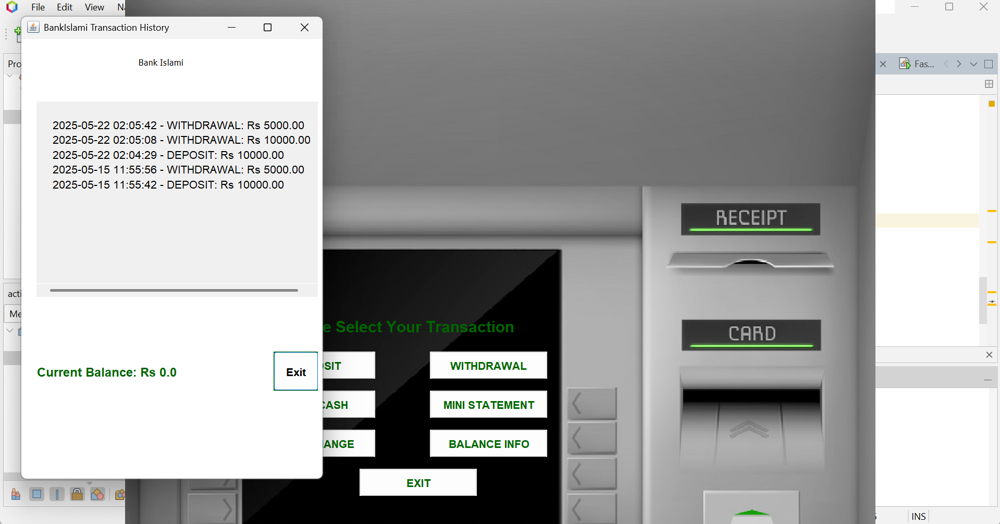 File Edit View
BankIslami Transaction History
Bank Islami
Fas...
2025-05-22 02:05:42 - WITHDRAWAL: Rs 5000.00
2025-05-22 02:05:08 - WITHDRAWAL: Rs 10000.00
2025-05-22 02:04:29 - DEPOSIT: Rs 10000.00
2025-05-15 11:55:56 - WITHDRAWAL: Rs 5000.00
2025-05-15 11:55:42 - DEPOSIT: Rs 10000.00
RECEIPT
CARD
e Select Your Transaction
Current Balance: Rs 0.0
Exit
SIT
WITHDRAWAL
CASH
MINI STATEMENT
ANGE
BALANCE INFO
EXIT
INS